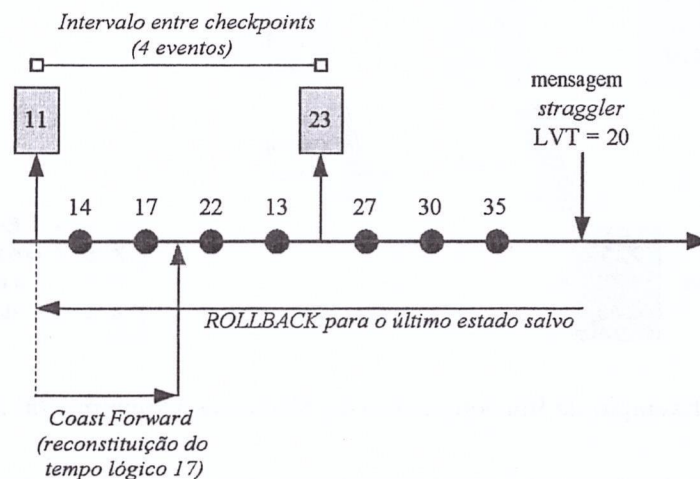 Intervalo entre checkpoints
(4 eventos)
11
23
mensagem
straggler
LVT = 20
14
17
22
13
27
30
35
ROLLBACK para o último estado salvo
Coast Forward
(reconstituição do
tempo lógico 17)